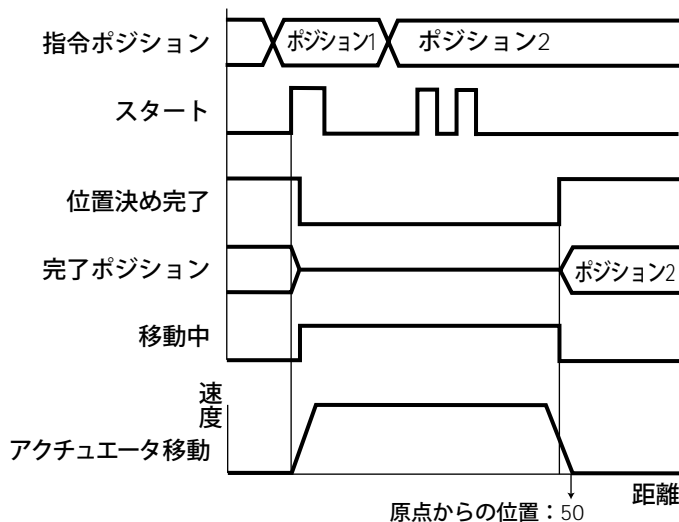 指令ポジション
ポジション1
ポジション2
スタート
位置決め完了
完了ポジション
ポジション2
移動中
速度
アクチュエータ移動
距離
原点からの位置：50